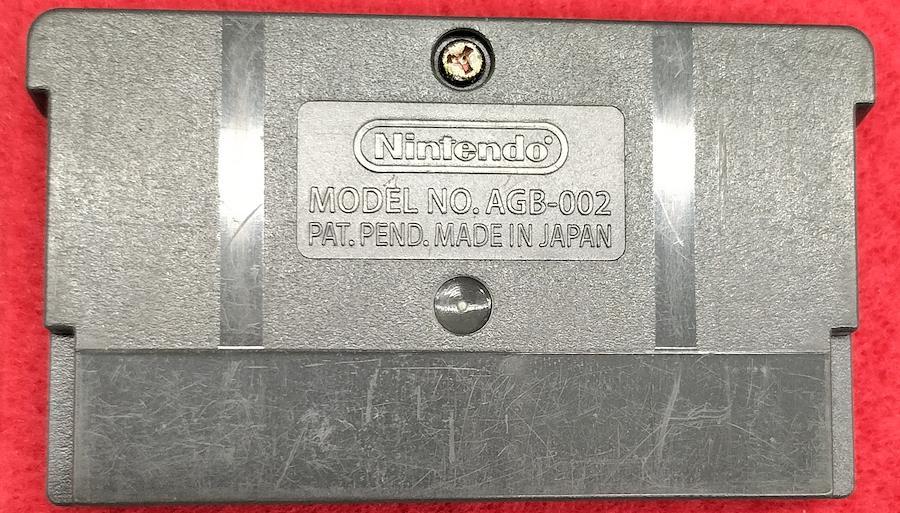 Nintendo®
MODEL NO. AGB-002
PAT. PEND. MADE IN JAPAN